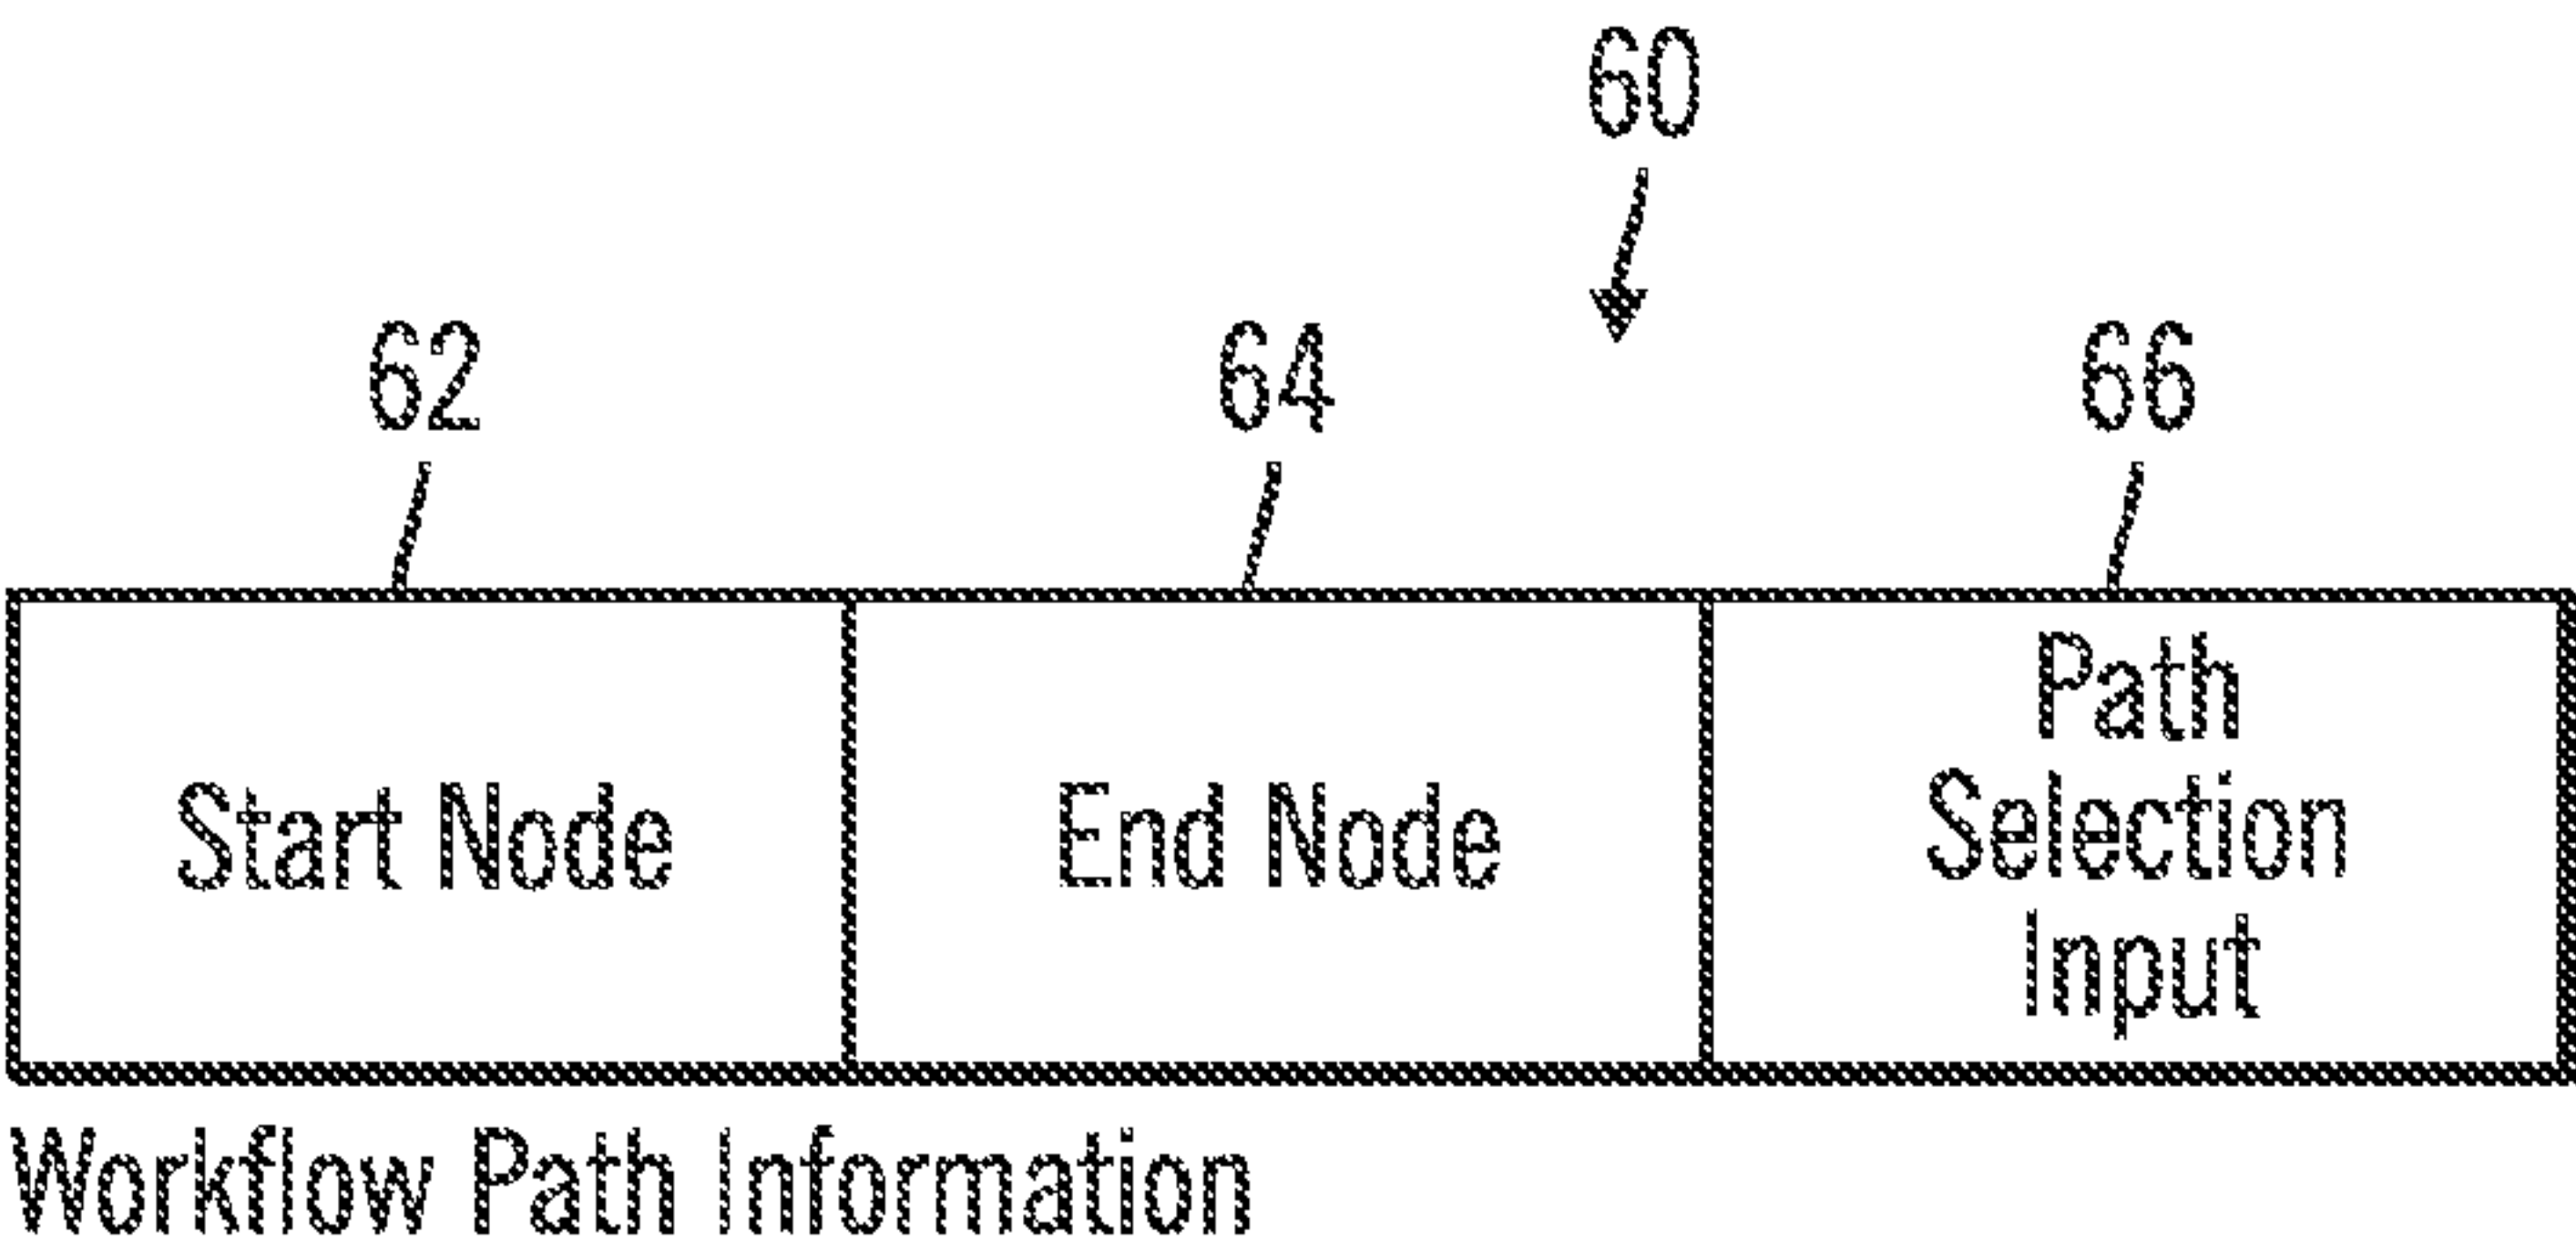 60
62 64 66
Start Node End Node Path
Selection
Input
Workflow Path Information